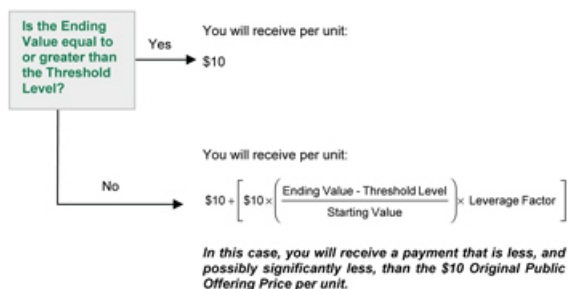 Is the Ending
Value equal to
or greater than
the Threshold
Level?
Yes
You will receive per unit:
$10
No
You will receive per unit:
$10 + [ $10 × ( Ending Value - Threshold Level
Starting Value ) × Leverage Factor ]
In this case, you will receive a payment that is less, and
possibly significantly less, than the $10 Original Public
Offering Price per unit.